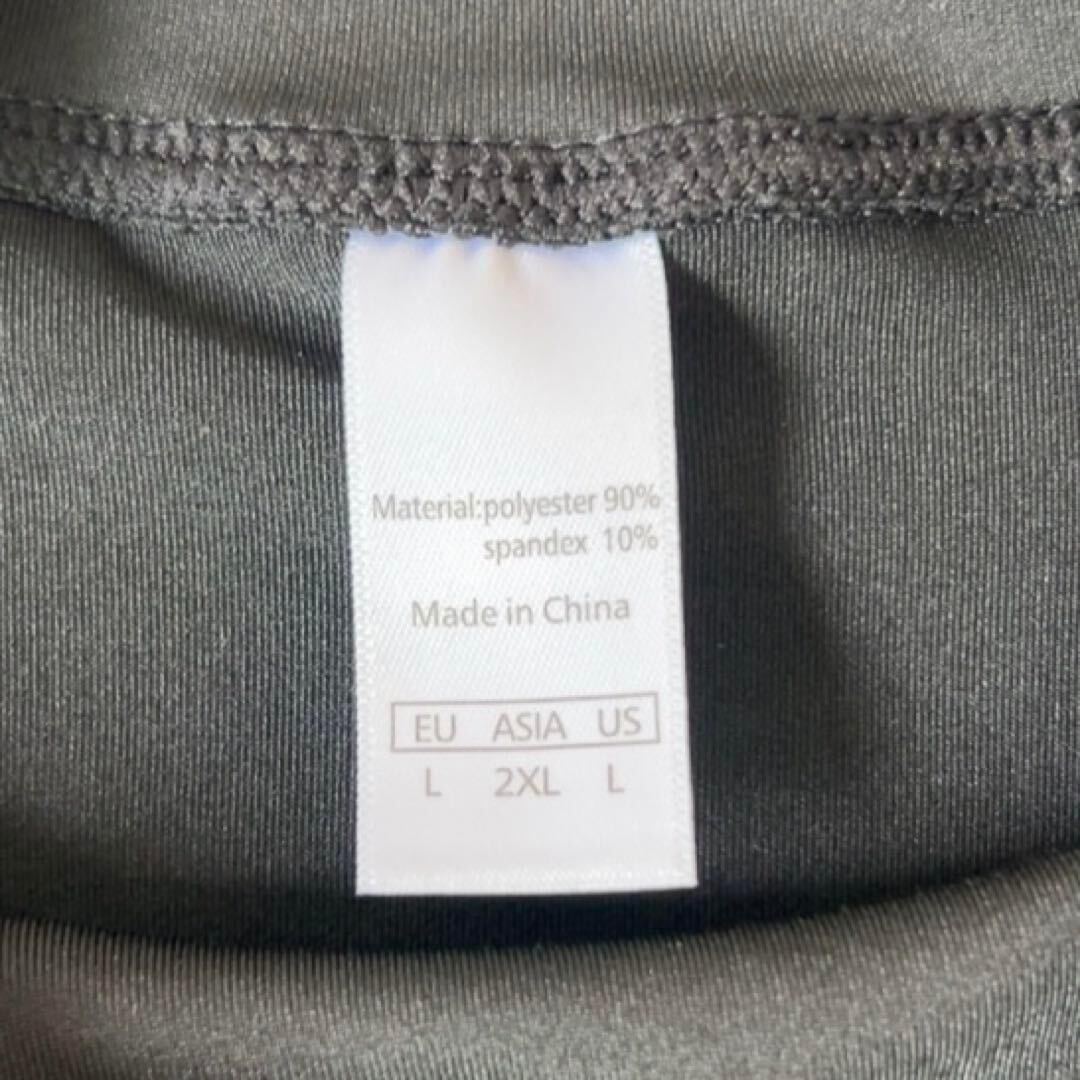 Material:polyester 90%
spandex 10%
Made in China
EU ASIA US
L 2XL L